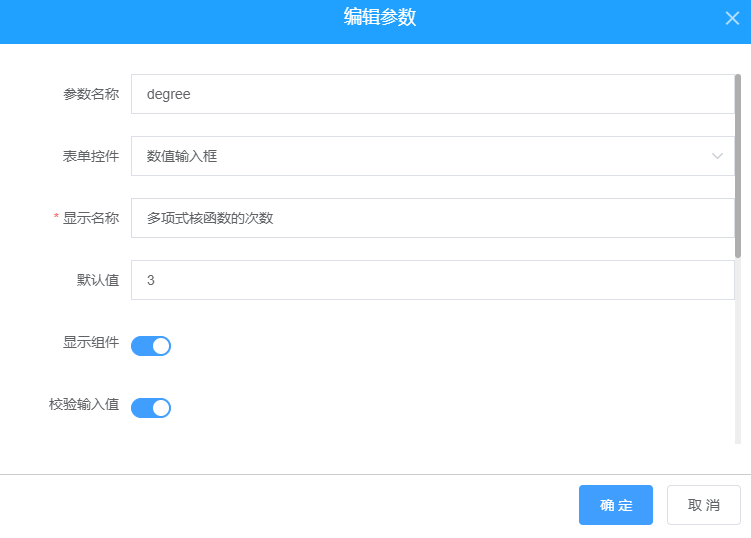 编辑参数
参数名称 degree
表单控件 数值输入框
* 显示名称 多项式核函数的次数
默认值 3
显示组件
校验输入值
确 定 取 消